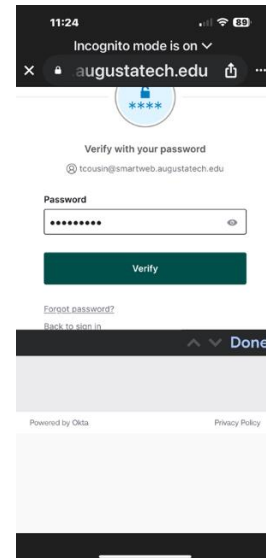 11:24
89
Incognito mode is on
augustatech.edu
****
Verify with your password
tcousin@smartweb.augustatech.edu
Password
•••••••••
Verify
Forgot password?
Back to sign in
Done
Powered by Okta
Privacy Policy